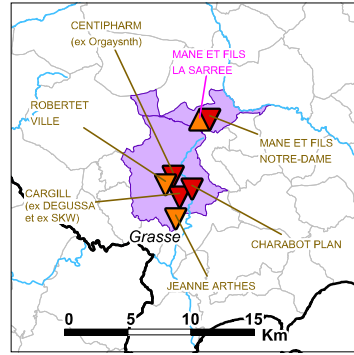 CENTIPHARM
(ex Orgaysnth)
MANE ET FILS
LA SARREE
ROBERTET
VILLE
MANE ET FILS
NOTRE-DAME
CARGILL
(ex DEGUSSA
et ex SKW)
Grasse
CHARABOT PLAN
JEANNE ARTHES
0 5 10 15
Km